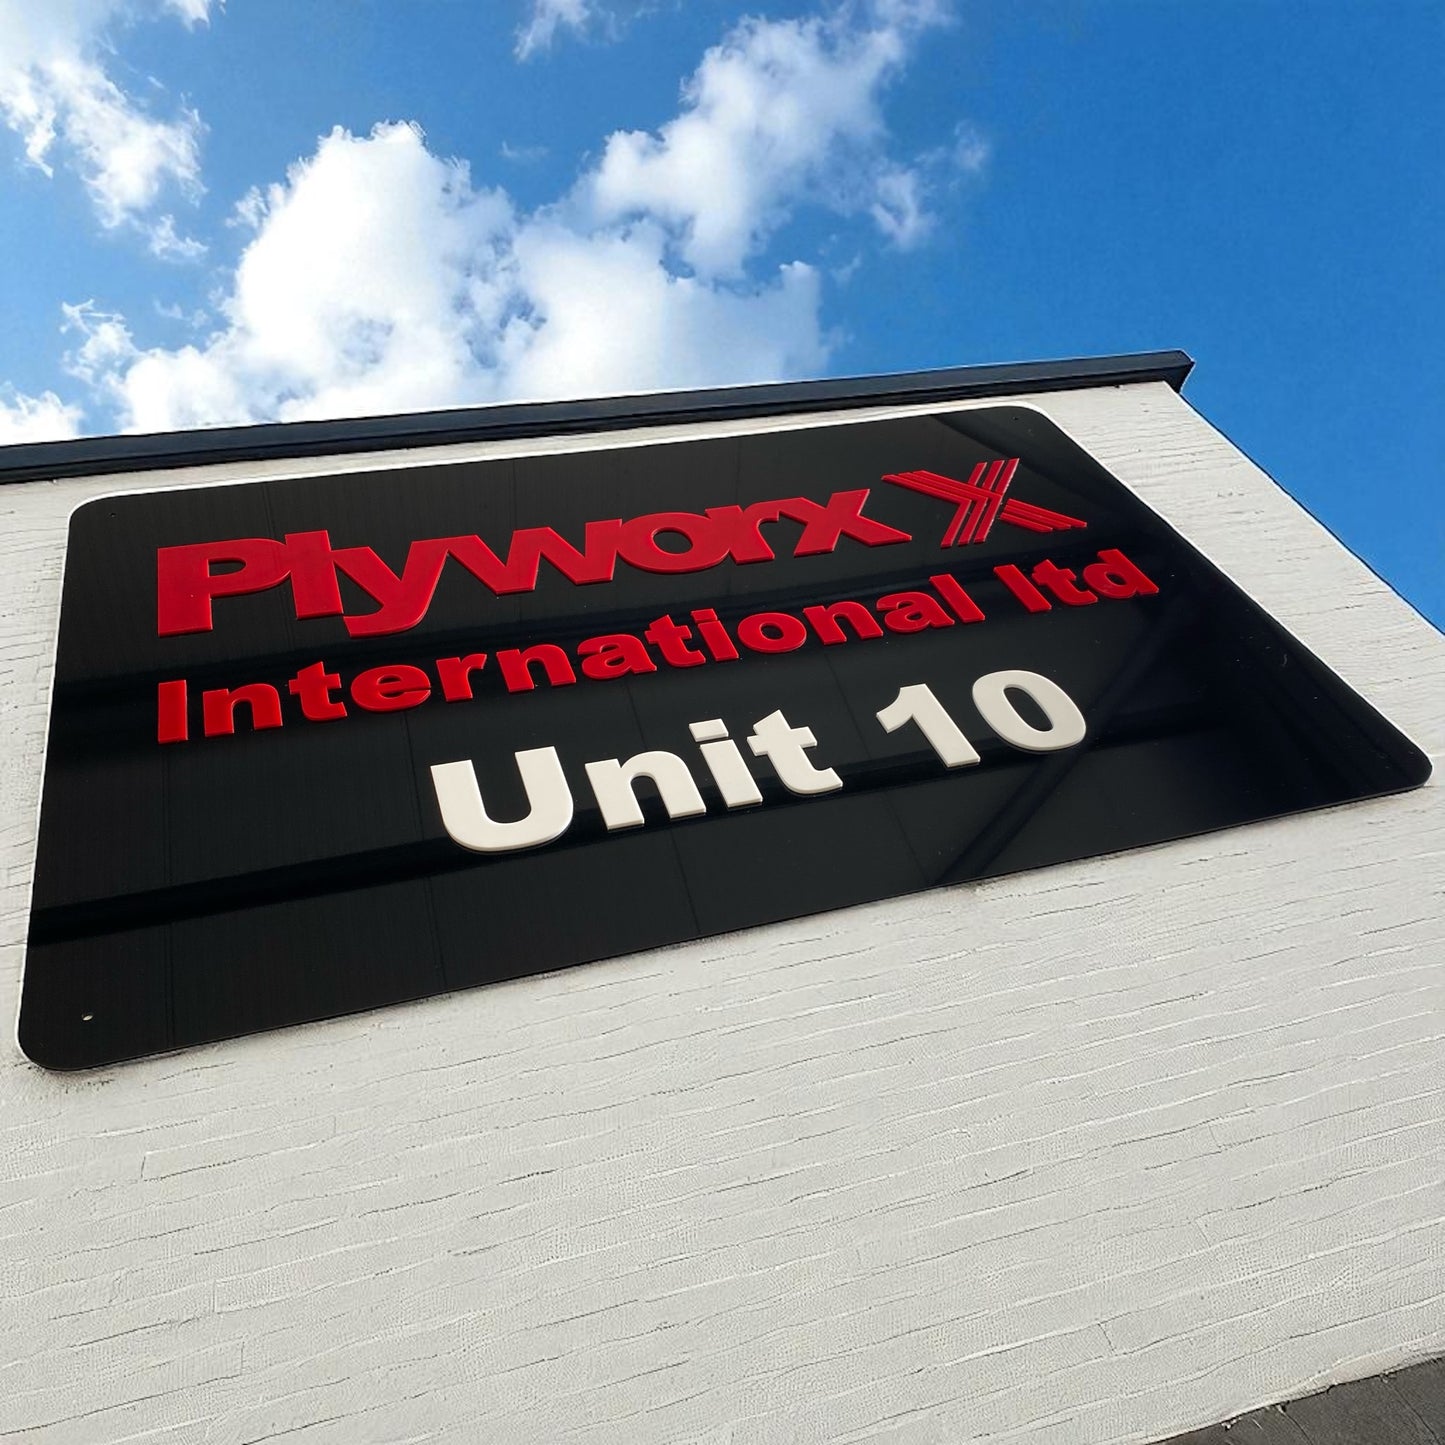 Plyworx
International ltd
Unit 10